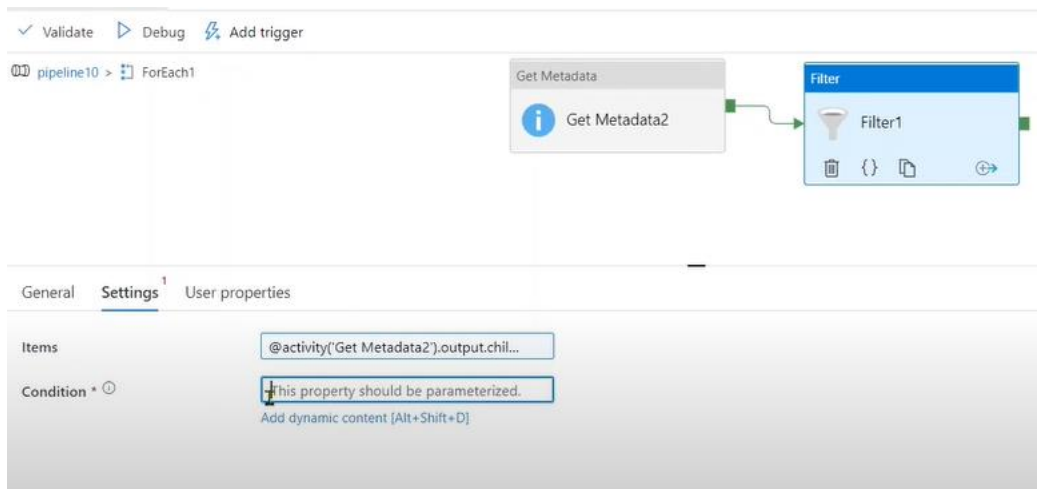 Validate Debug Add trigger
pipeline10 > ForEach1
Get Metadata
Get Metadata2
Filter
Filter1
{}
General Settings 1 User properties
Items @activity('Get Metadata2').output.chil...
Condition * This property should be parameterized.
Add dynamic content [Alt+Shift+D]